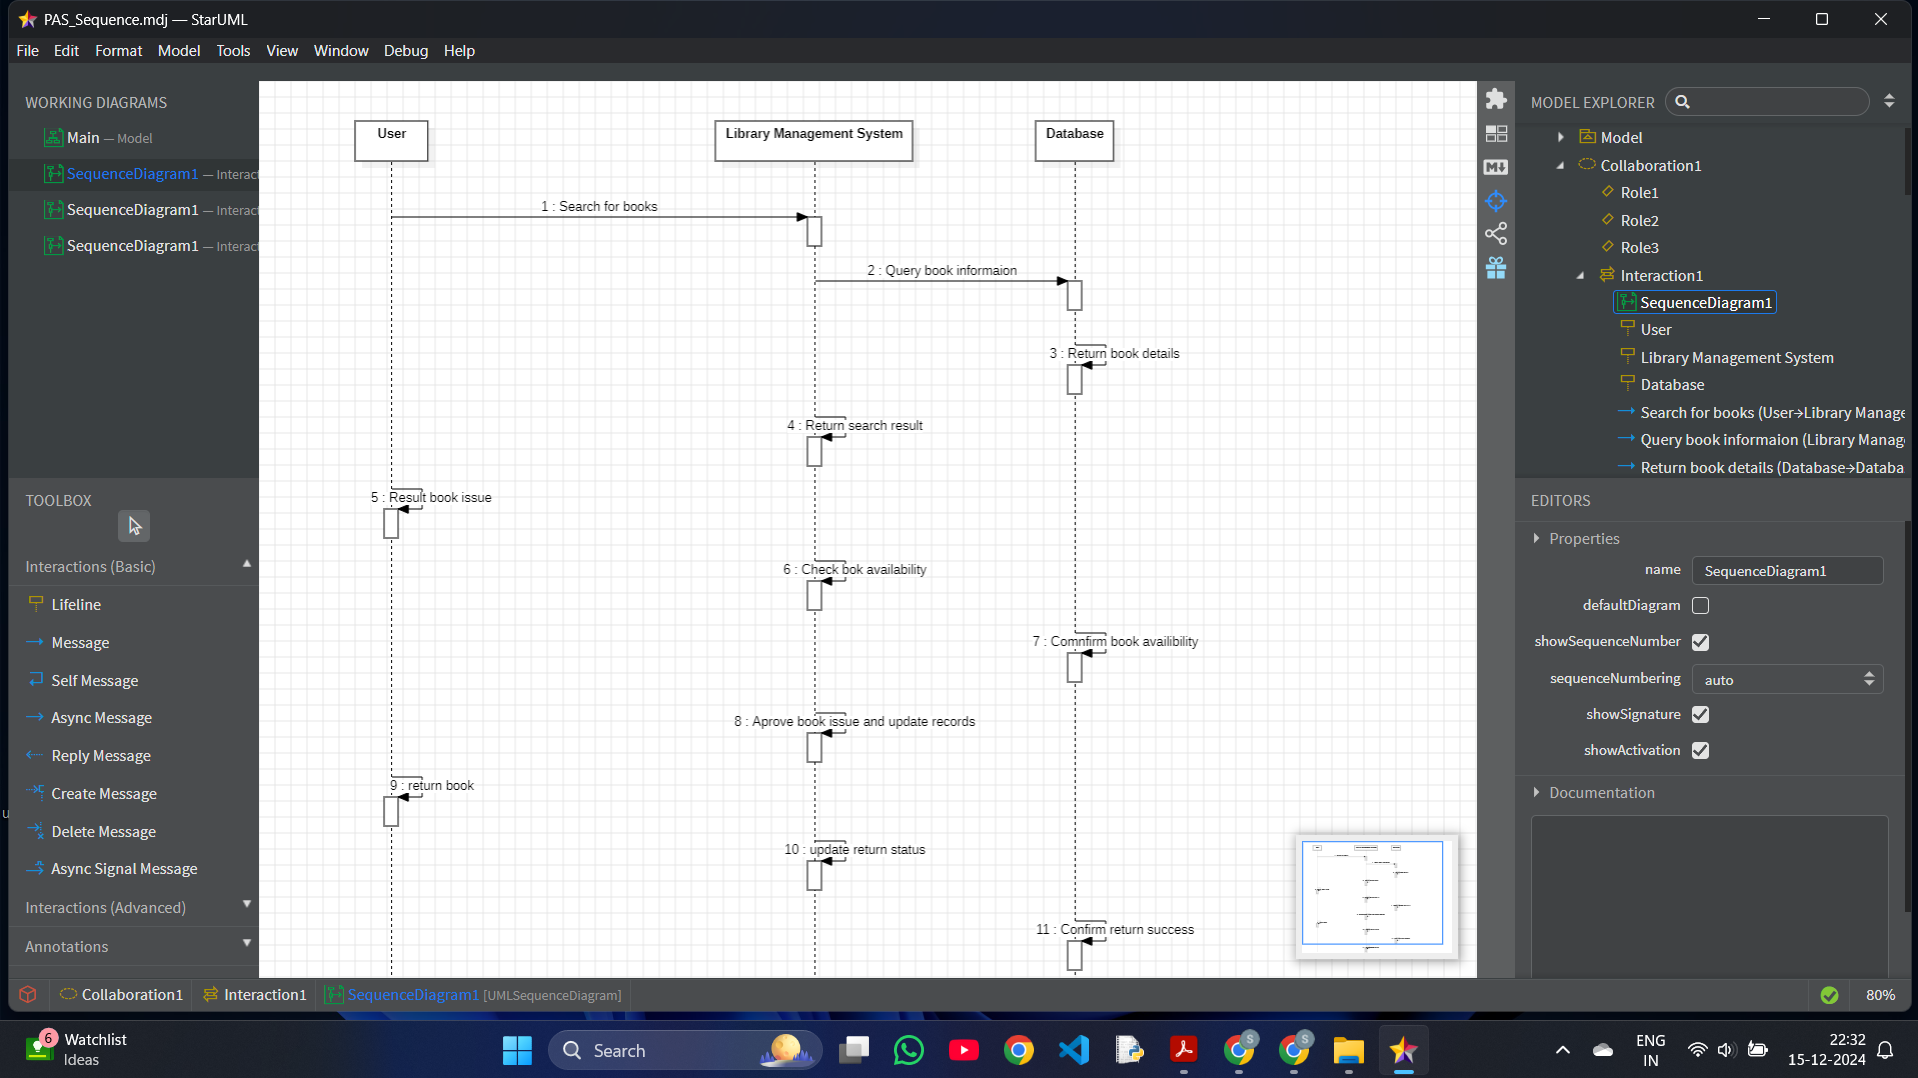 PAS_Sequence.mdj — StarUML
File Edit Format Model Tools View Window Debug Help
WORKING DIAGRAMS
Main — Model
SequenceDiagram1 — Interact
SequenceDiagram1 — Interact
SequenceDiagram1 — Interact
TOOLBOX
Interactions (Basic)
Lifeline
Message
Self Message
Async Message
Reply Message
Create Message
Delete Message
Async Signal Message
Interactions (Advanced)
Annotations
User
Library Management System
Database
1 : Search for books
2 : Query book informaion
3 : Return book details
4 : Return search result
5 : Result book issue
6 : Check bok availability
7 : Comnfirm book availibility
8 : Aprove book issue and update records
9 : return book
10 : update return status
11 : Confirm return success
MODEL EXPLORER
Model
Collaboration1
Role1
Role2
Role3
Interaction1
SequenceDiagram1
User
Library Management System
Database
Search for books (User→Library Manage
Query book informaion (Library Manag
Return book details (Database→Databa
EDITORS
Properties
name SequenceDiagram1
defaultDiagram
showSequenceNumber
sequenceNumbering auto
showSignature
showActivation
Documentation
Collaboration1 Interaction1 SequenceDiagram1 [UMLSequenceDiagram]
80%
6 Watchlist
Ideas
Search
S
S
ENG
IN
22:32
15-12-2024